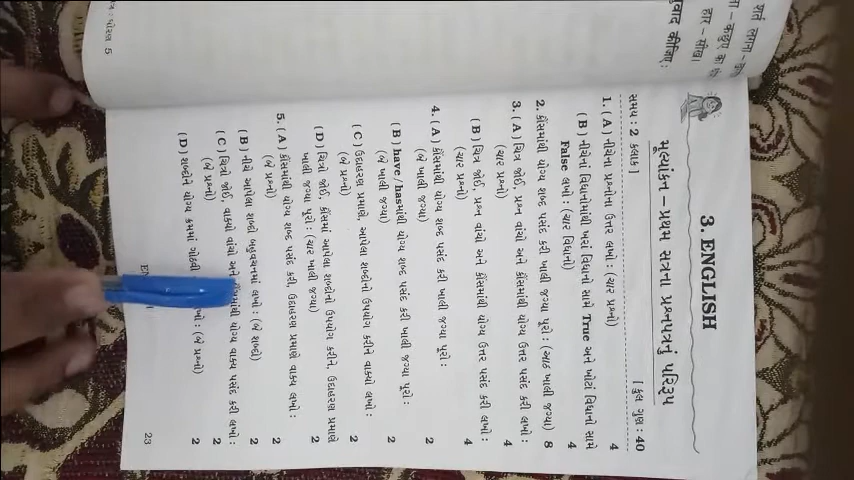 3. ENGLISH
મૂલ્યાંકન – પ્રથમ સત્રના પ્રશ્નપત્રનું પરિરૂપ
સમય : 2 કલાક ] [ કુલ ગુણ : 40
1. (A) નીચેના પ્રશ્નોના ઉત્તર લખો : (ચાર પ્રશ્નો) 4
(B) નીચેનાં વિધાનોમાંથી ખરાં વિધાનો સામે True અને ખોટાં વિધાનો સામે
False લખો : (ચાર વિધાનો) 4
2. કૌંસમાંથી યોગ્ય શબ્દ પસંદ કરી ખાલી જગ્યા પૂરો : (આઠ ખાલી જગ્યા) 8
3. (A) ચિત્ર જોઈ, પ્રશ્ન વાંચો અને કૌંસમાંથી યોગ્ય ઉત્તર પસંદ કરી લખો :
(ચાર પ્રશ્નો) 4
(B) ચિત્ર જોઈ, પ્રશ્ન વાંચો અને કૌંસમાંથી યોગ્ય ઉત્તર પસંદ કરી લખો :
(ચાર પ્રશ્નો) 4
4. (A) કૌંસમાંથી યોગ્ય શબ્દ પસંદ કરી ખાલી જગ્યા પૂરો :
(બે ખાલી જગ્યા) 2
(B) have / hasમાંથી યોગ્ય શબ્દ પસંદ કરી ખાલી જગ્યા પૂરો :
(બે ખાલી જગ્યા) 2
(C) ઉદાહરણ પ્રમાણે, આપેલા શબ્દોનો ઉપયોગ કરીને વાક્યો લખો :
(બે પ્રશ્નો) 2
(D) ચિત્રો જોઈ, કૌંસમાં આપેલા શબ્દોનો ઉપયોગ કરીને, ઉદાહરણ પ્રમાણે
ખાલી જગ્યા પૂરો : (ચાર ખાલી જગ્યા) 2
5. (A) કૌંસમાંથી યોગ્ય શબ્દ પસંદ કરી, ઉદાહરણ પ્રમાણે વાક્ય લખો :
(બે પ્રશ્નો) 2
(B) નીચે આપેલા શબ્દો બહુવચનમાં લખો : (બે શબ્દો) 2
(C) ચિત્રો જોઈ, વાક્યો વાંચો અને કૌંસમાંથી યોગ્ય વાક્ય પસંદ કરી લખો :
(બે પ્રશ્નો) 2
(D) શબ્દોને યોગ્ય ક્રમમાં ગોઠવી લખો : (બે પ્રશ્નો) 2
23
ધોરણ 5